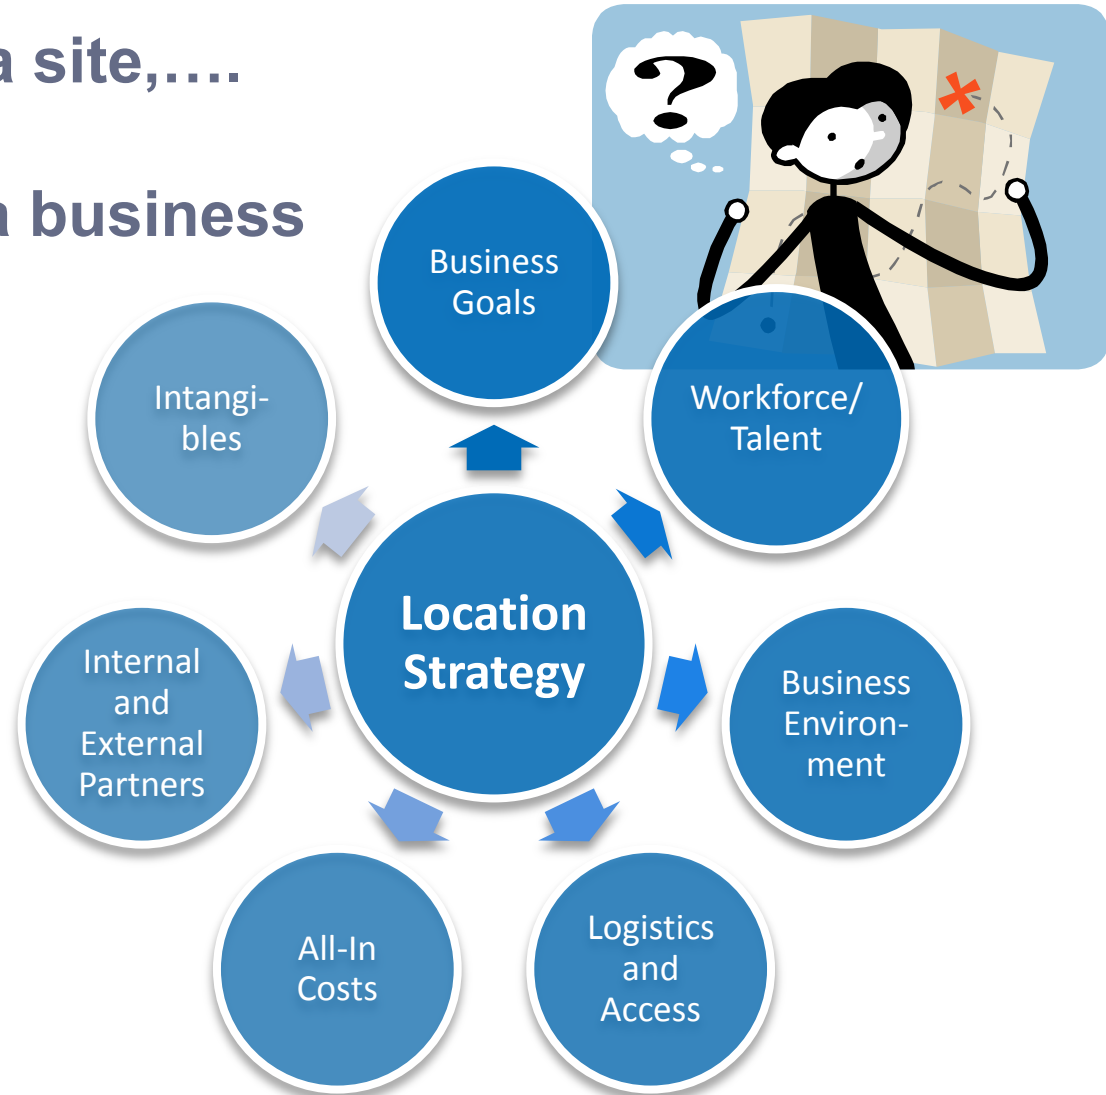 a site,....
a business
?
Business
Goals
Workforce/
Talent
Business
Environ-
ment
Logistics
and
Access
All-In
Costs
Internal
and
External
Partners
Intangi-
bles
Location
Strategy